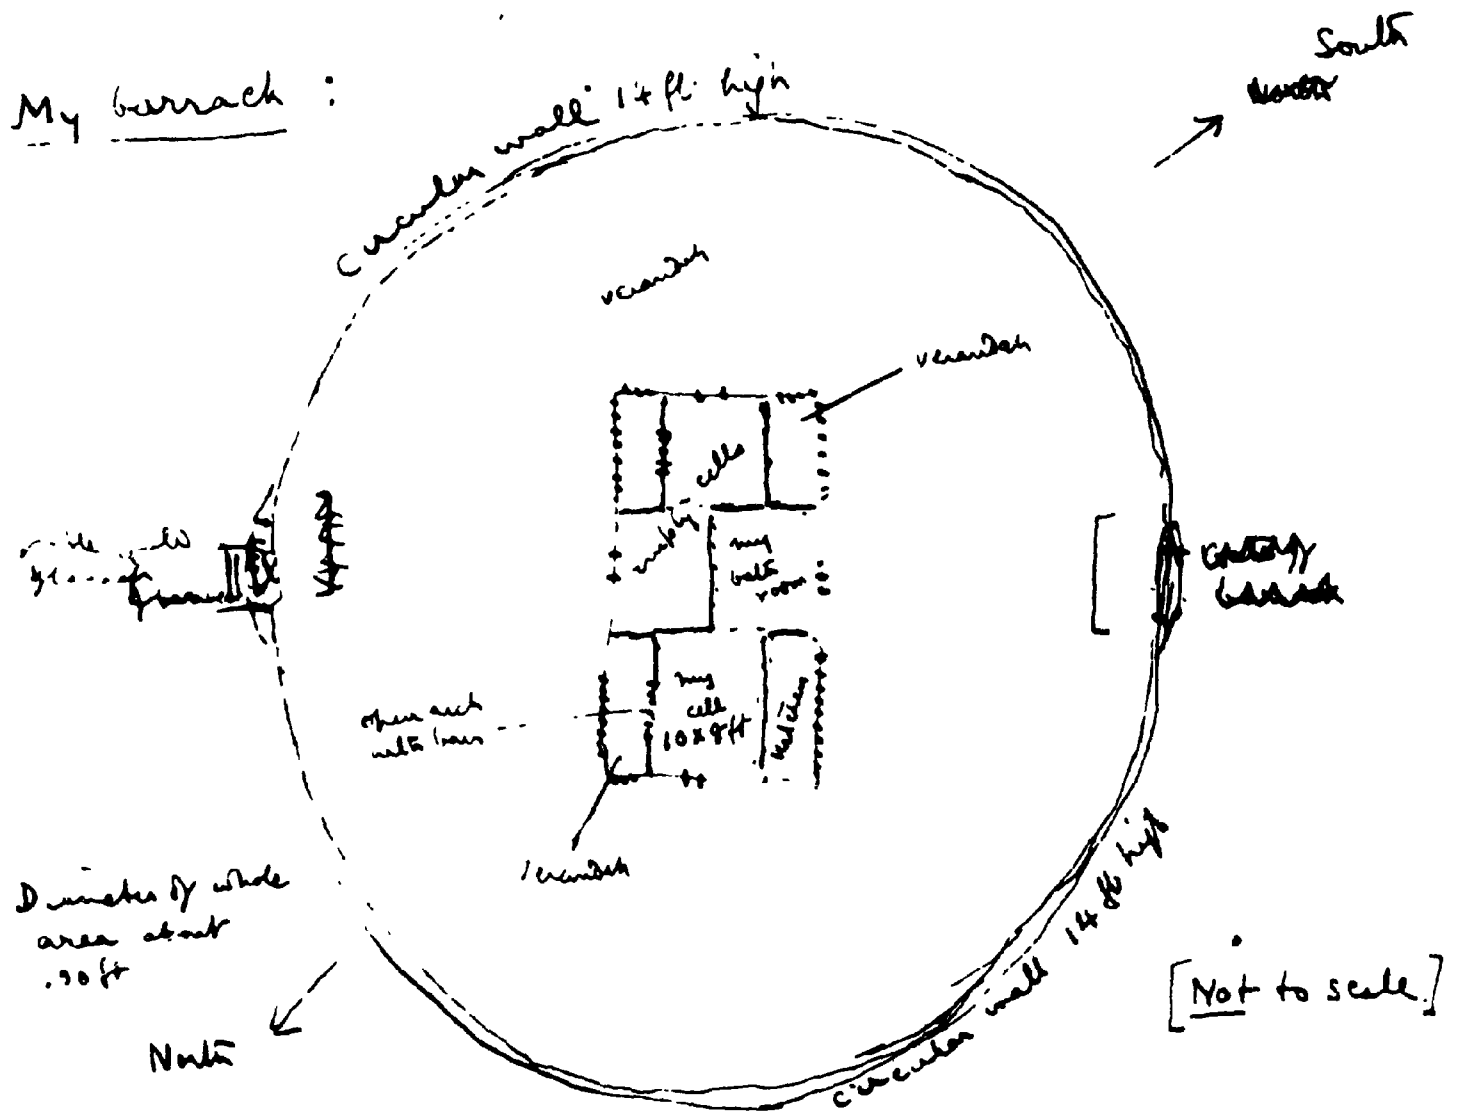 My barrack :
South
circular wall 14 ft high
verandah
verandah
empty cells
my
bath
room
my
cell
10 x 8 ft
kitchen
open arch
with bars
verandah
Diameter of whole
area about
North
circular wall 14 ft high
[Not to scale]